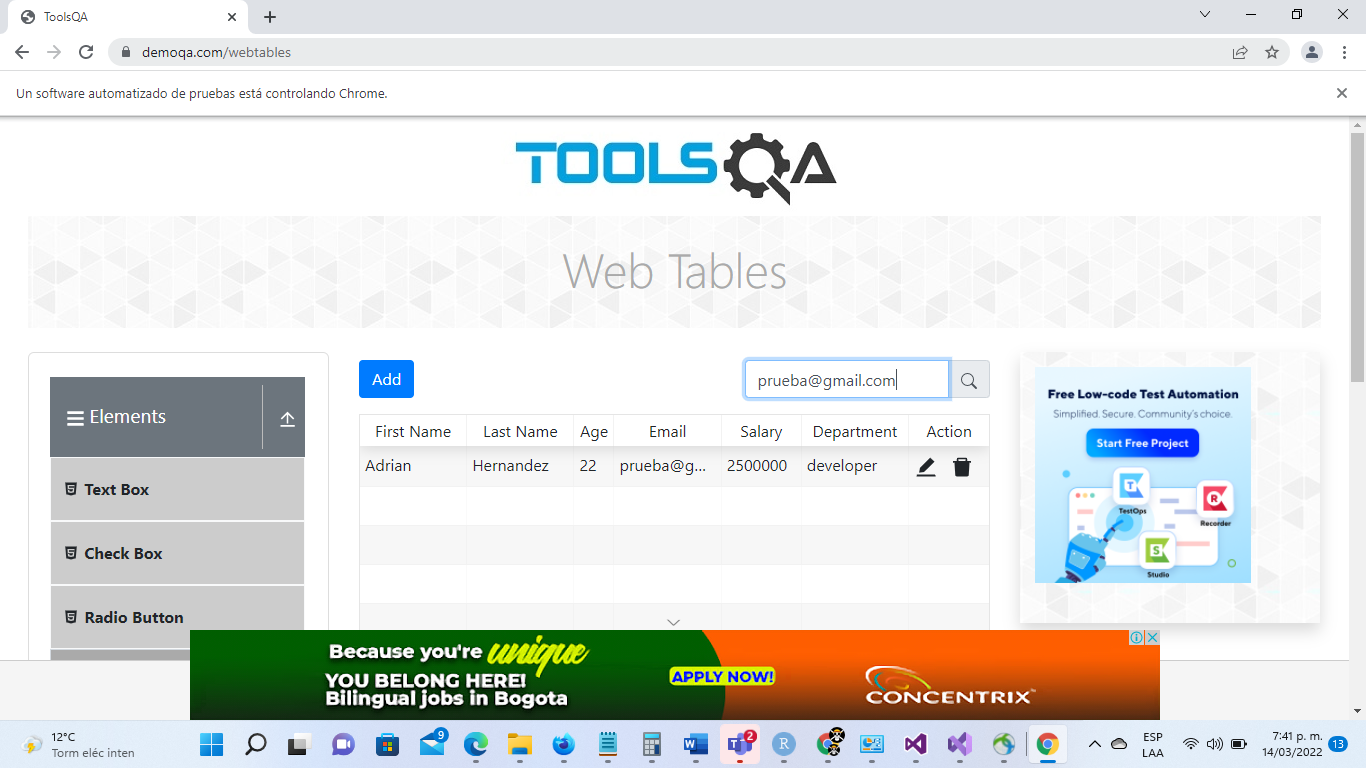 ToolsQA
demoqa.com/webtables
Un software automatizado de pruebas está controlando Chrome.
TOOLSQA
Web Tables
Elements
Text Box
Check Box
Radio Button
Add
prueba@gmail.com
First Name Last Name Age Email Salary Department Action
Adrian Hernandez 22 prueba@g... 2500000 developer
Free Low-code Test Automation
Simplified. Secure. Community's choice.
Start Free Project
TestOps
Recorder
Studio
Because you're unique
YOU BELONG HERE!
Bilingual jobs in Bogota
APPLY NOW!
CONCENTRIX
12°C
Torm eléc inten
9
2
R
ESP
LAA
7:41 p. m.
14/03/2022
13